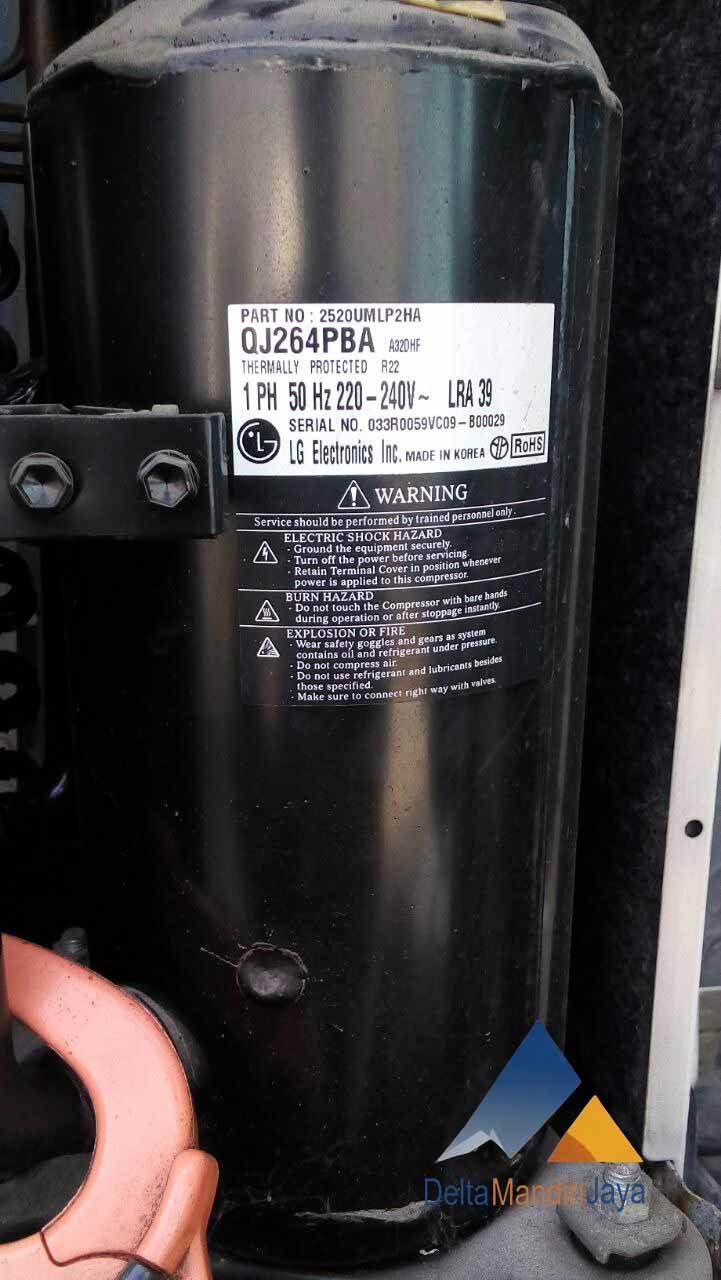 PART NO : 2520UMLP2HA
QJ264PBA A32DHF
THERMALLY PROTECTED R22
1 PH 50 Hz 220-240V~ LRA 39
SERIAL NO. 033R0059VC09-B00029
LG LG Electronics Inc. MADE IN KOREA RoHS
WARNING
Service should be performed by trained personnel only.
ELECTRIC SHOCK HAZARD
- Ground the equipment securely.
- Turn off the power before servicing.
- Retain Terminal Cover in position whenever
power is applied to this compressor.
BURN HAZARD
- Do not touch the Compressor with bare hands
during operation or after stoppage instantly.
EXPLOSION OR FIRE
- Wear safety goggles and gears as system
contains oil and refrigerant under pressure.
- Do not compress air.
- Do not use refrigerant and lubricants besides
those specified.
- Make sure to connect right way with valves.
DeltaMandiriJaya